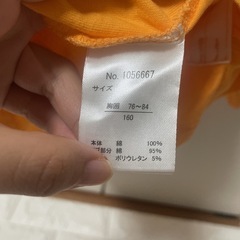 No. 1056667
サイズ
胸囲 76~84
160
本体 綿 100%
部分 綿 95%
ポリウレタン 5%